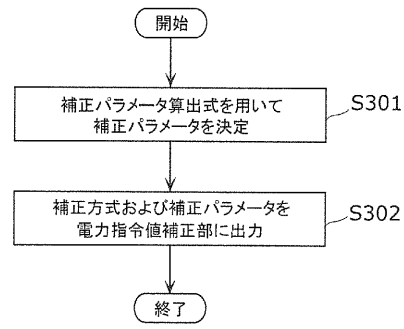 開始
補正パラメータ算出式を用いて
補正パラメータを決定
S301
補正方式および補正パラメータを
電力指令値補正部に出力
S302
終了